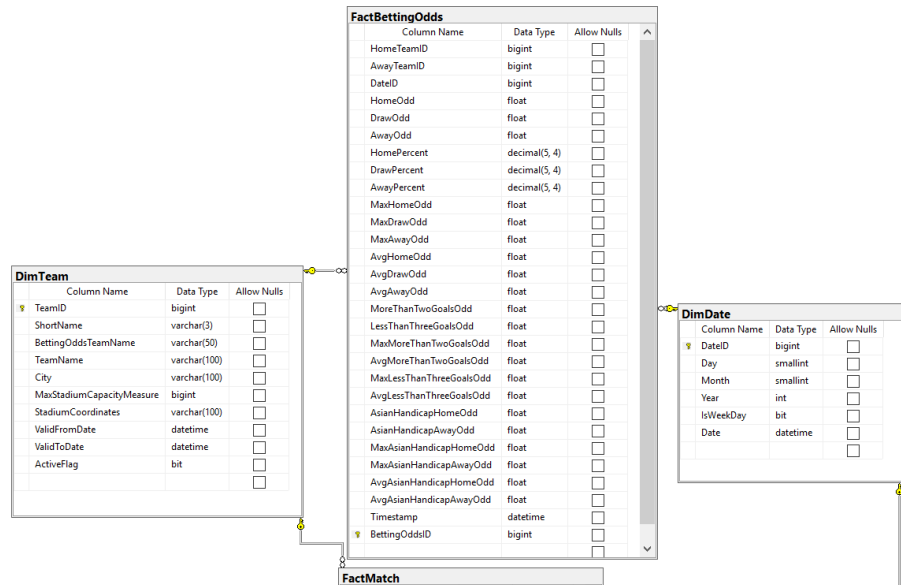 FactBettingOdds
Column Name Data Type Allow Nulls
HomeTeamID bigint
AwayTeamID bigint
DateID bigint
HomeOdd float
DrawOdd float
AwayOdd float
HomePercent decimal(5, 4)
DrawPercent decimal(5, 4)
AwayPercent decimal(5, 4)
MaxHomeOdd float
MaxDrawOdd float
MaxAwayOdd float
AvgHomeOdd float
AvgDrawOdd float
AvgAwayOdd float
MoreThanTwoGoalsOdd float
LessThanThreeGoalsOdd float
MaxMoreThanTwoGoalsOdd float
AvgMoreThanTwoGoalsOdd float
MaxLessThanThreeGoalsOdd float
AvgLessThanThreeGoalsOdd float
AsianHandicapHomeOdd float
AsianHandicapAwayOdd float
MaxAsianHandicapHomeOdd float
MaxAsianHandicapAwayOdd float
AvgAsianHandicapHomeOdd float
AvgAsianHandicapAwayOdd float
Timestamp datetime
BettingOddsID bigint
DimTeam
Column Name Data Type Allow Nulls
TeamID bigint
ShortName varchar(3)
BettingOddsTeamName varchar(50)
TeamName varchar(100)
City varchar(100)
MaxStadiumCapacityMeasure bigint
StadiumCoordinates varchar(100)
ValidFromDate datetime
ValidToDate datetime
ActiveFlag bit
DimDate
Column Name Data Type Allow Nulls
DateID bigint
Day smallint
Month smallint
Year int
IsWeekDay bit
Date datetime
FactMatch